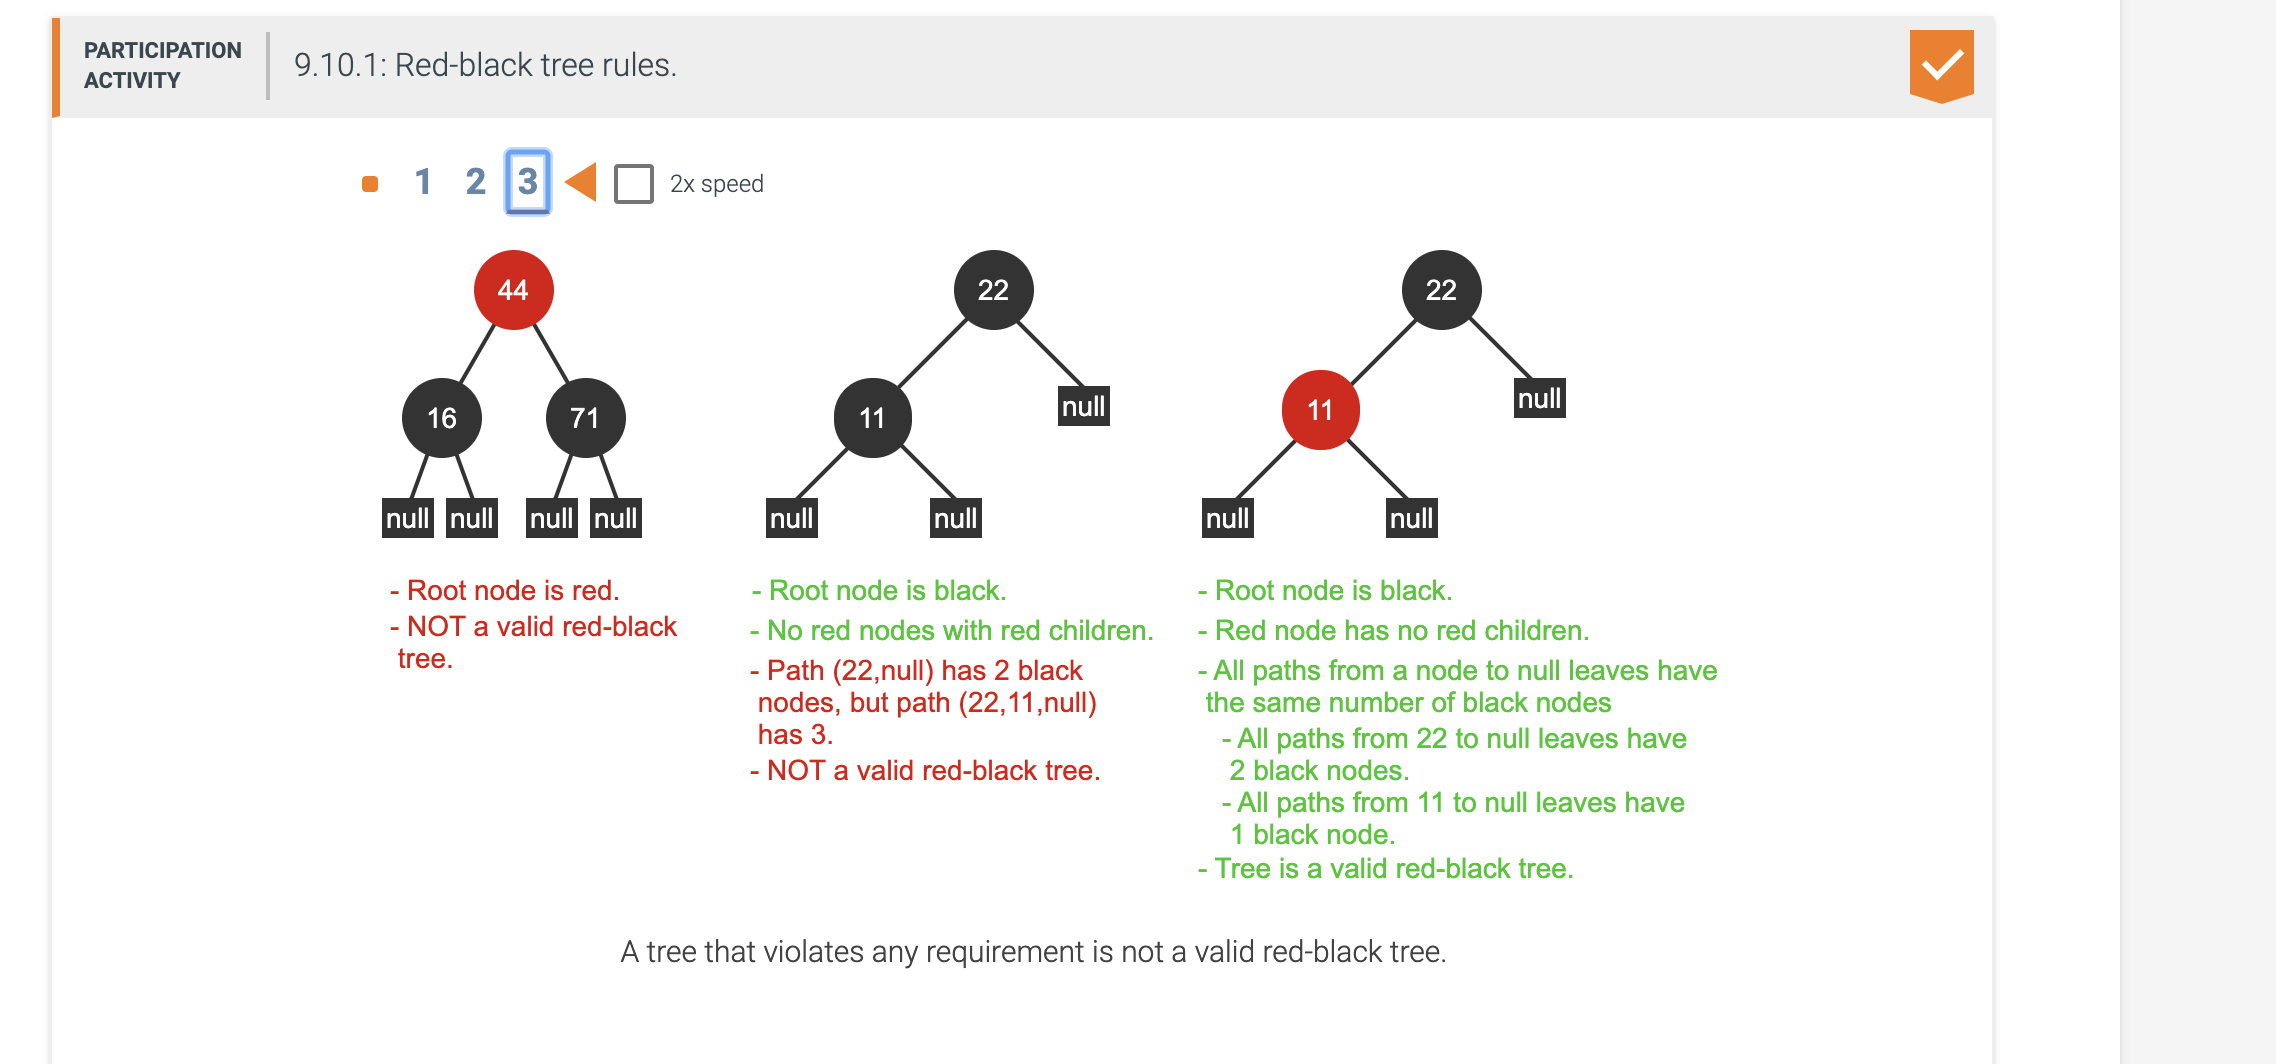 PARTICIPATION
ACTIVITY
9.10.1: Red-black tree rules.
1 2 3 2x speed
44
16 71
null null null null
22
11 null
null null
22
11 null
null null
- Root node is red.
- NOT a valid red-black
tree.
- Root node is black.
- No red nodes with red children.
- Path (22,null) has 2 black
nodes, but path (22,11,null)
has 3.
- NOT a valid red-black tree.
- Root node is black.
- Red node has no red children.
- All paths from a node to null leaves have
the same number of black nodes
- All paths from 22 to null leaves have
2 black nodes.
- All paths from 11 to null leaves have
1 black node.
- Tree is a valid red-black tree.
A tree that violates any requirement is not a valid red-black tree.